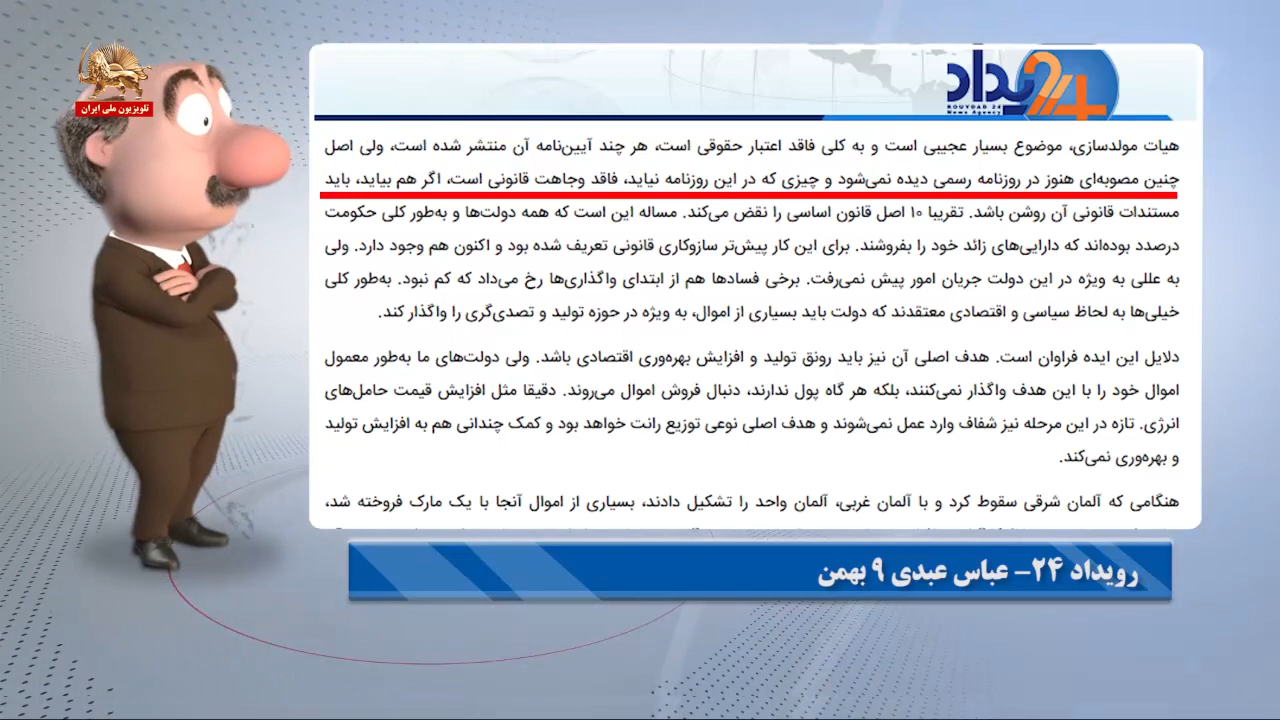 تلویزیون ملی ایران
رویداد24
ROUYDAD 24
News Agency
هیات مولدسازی، موضوع بسیار عجیبی است و به کلی فاقد اعتبار حقوقی است، هر چند آیین‌نامه آن منتشر شده است، ولی اصل
چنین مصوبه‌ای هنوز در روزنامه رسمی دیده نمی‌شود و چیزی که در این روزنامه نیاید، فاقد وجاهت قانونی است، اگر هم بیاید، باید
مستندات قانونی آن روشن باشد. تقریبا ۱۰ اصل قانون اساسی را نقض می‌کند. مساله این است که همه دولت‌ها و به‌طور کلی حکومت
درصدد بوده‌اند که دارایی‌های زائد خود را بفروشند. برای این کار پیش‌تر سازوکاری قانونی تعریف شده بود و اکنون هم وجود دارد. ولی
به عللی به ویژه در این دولت جریان امور پیش نمی‌رفت. برخی فسادها هم از ابتدای واگذاری‌ها رخ می‌داد که کم نبود. به‌طور کلی
خیلی‌ها به لحاظ سیاسی و اقتصادی معتقدند که دولت باید بسیاری از اموال، به ویژه در حوزه تولید و تصدی‌گری را واگذار کند.
دلایل این ایده فراوان است. هدف اصلی آن نیز باید رونق تولید و افزایش بهره‌وری اقتصادی باشد. ولی دولت‌های ما به‌طور معمول
اموال خود را با این هدف واگذار نمی‌کنند، بلکه هر گاه پول ندارند، دنبال فروش اموال می‌روند. دقیقا مثل افزایش قیمت حامل‌های
انرژی. تازه در این مرحله نیز شفاف وارد عمل نمی‌شوند و هدف اصلی نوعی توزیع رانت خواهد بود و کمک چندانی هم به افزایش تولید
و بهره‌وری نمی‌کند.
هنگامی که آلمان شرقی سقوط کرد و با آلمان غربی، آلمان واحد را تشکیل دادند، بسیاری از اموال آنجا با یک مارک فروخته شد،
رویداد ۲۴- عباس عبدی ۹ بهمن